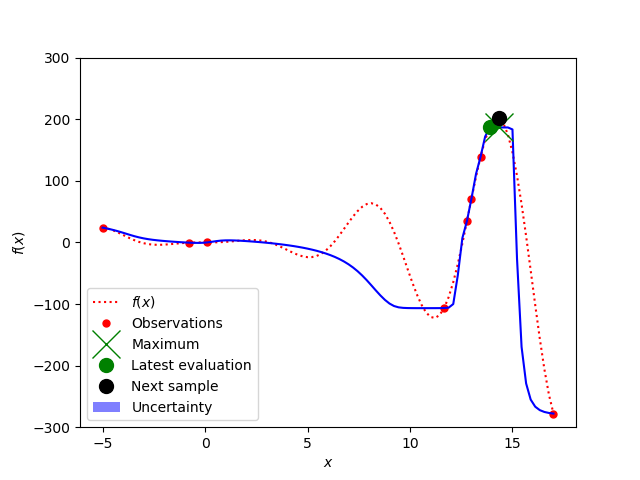 300
200
100
0
−100
−200
−300
f(x)
−5
0
5
10
15
x
f(x)
Observations
Maximum
Latest evaluation
Next sample
Uncertainty